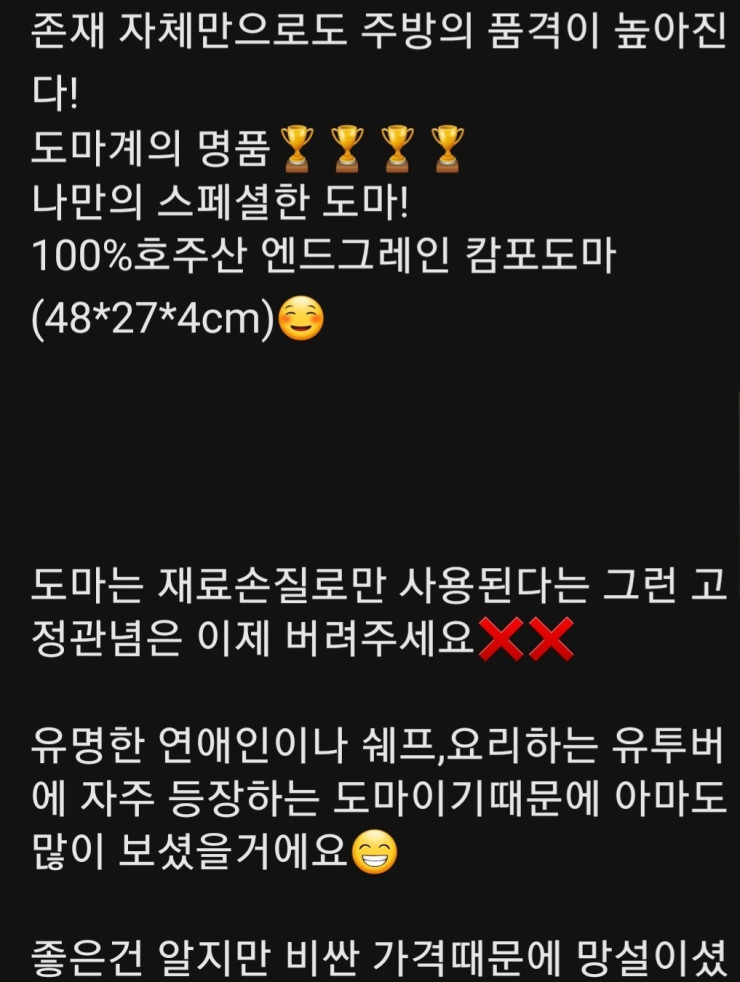 존재 자체만으로도 주방의 품격이 높아진
다!
도마계의 명품🏆🏆🏆🏆
나만의 스페셜한 도마!
100%호주산 엔드그레인 캄포도마
(48*27*4cm)☺️
도마는 재료손질로만 사용된다는 그런 고
정관념은 이제 버려주세요❌❌
유명한 연애인이나 쉐프,요리하는 유투버
에 자주 등장하는 도마이기때문에 아마도
많이 보셨을거에요😁
좋은건 알지만 비싼 가격때문에 망설이셨